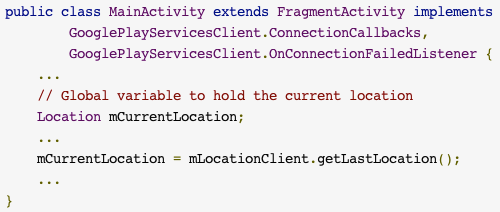 public class MainActivity extends FragmentActivity implements
        GooglePlayServicesClient.ConnectionCallbacks,
        GooglePlayServicesClient.OnConnectionFailedListener {
    ...
    // Global variable to hold the current location
    Location mCurrentLocation;
    ...
    mCurrentLocation = mLocationClient.getLastLocation();
    ...
}